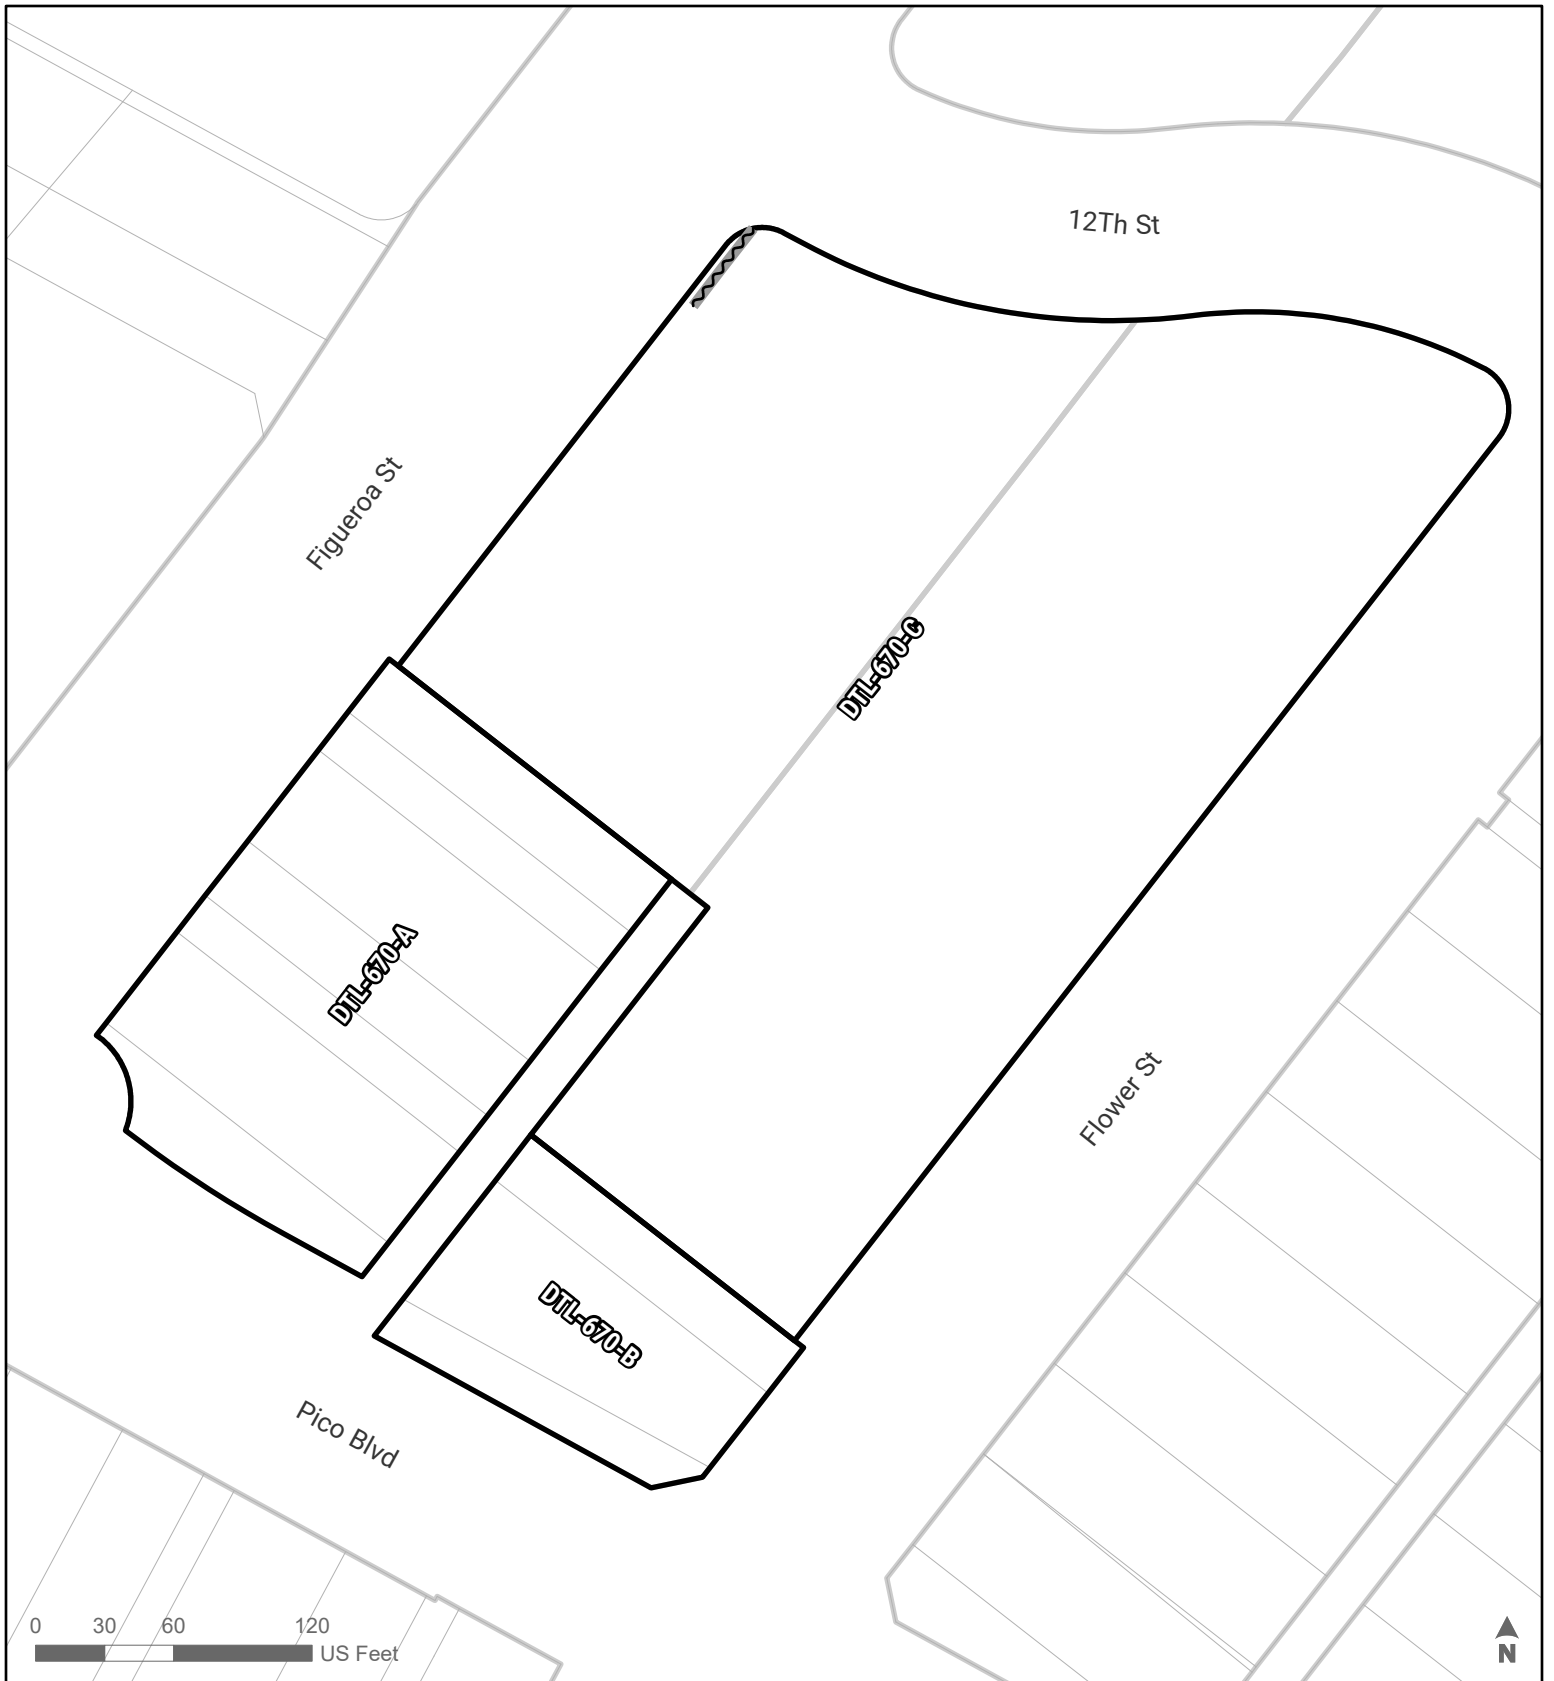 12Th St
Figueroa St
DTL-670-C
DTL-670-A
Flower St
DTL-670-B
Pico Blvd
0 30 60 120
US Feet
N